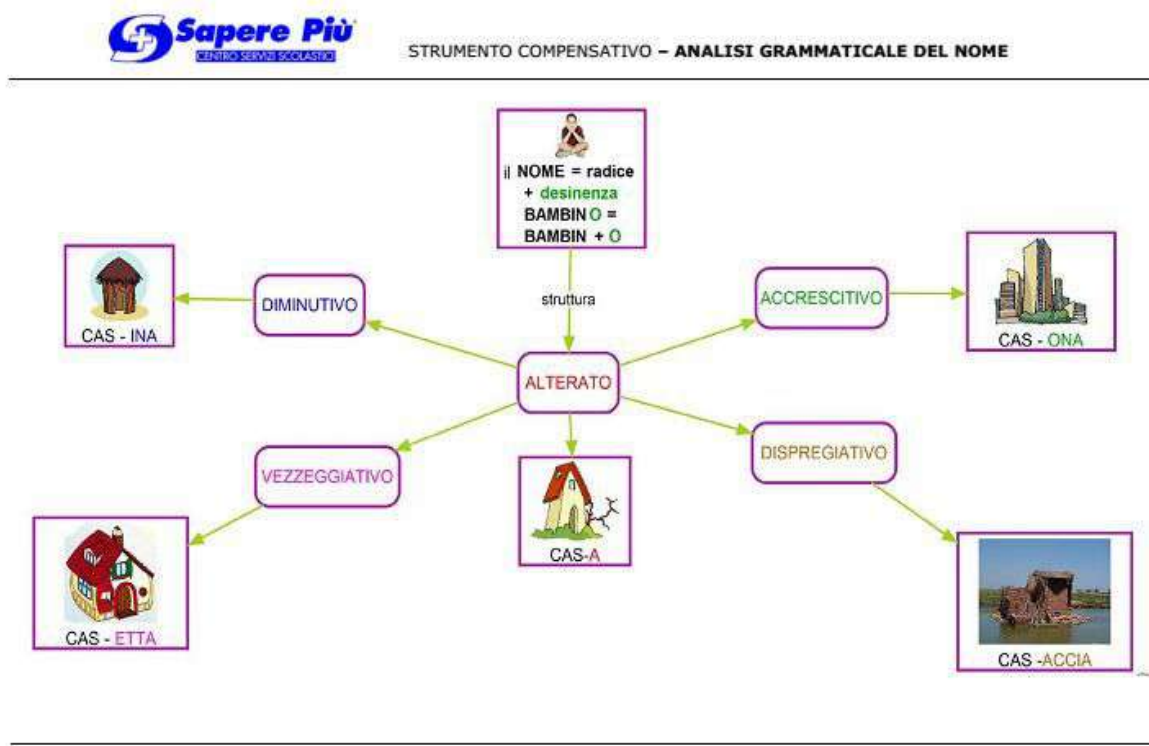 Sapere Più
CENTRO SERVIZI SCOLASTICI
STRUMENTO COMPENSATIVO – ANALISI GRAMMATICALE DEL NOME
il NOME = radice
+ desinenza
BAMBINO =
BAMBIN + O
struttura
DIMINUTIVO
CAS - INA
ACCRESCITIVO
CAS - ONA
ALTERATO
VEZZEGGIATIVO
CAS - ETTA
CAS-A
DISPREGIATIVO
CAS -ACCIA